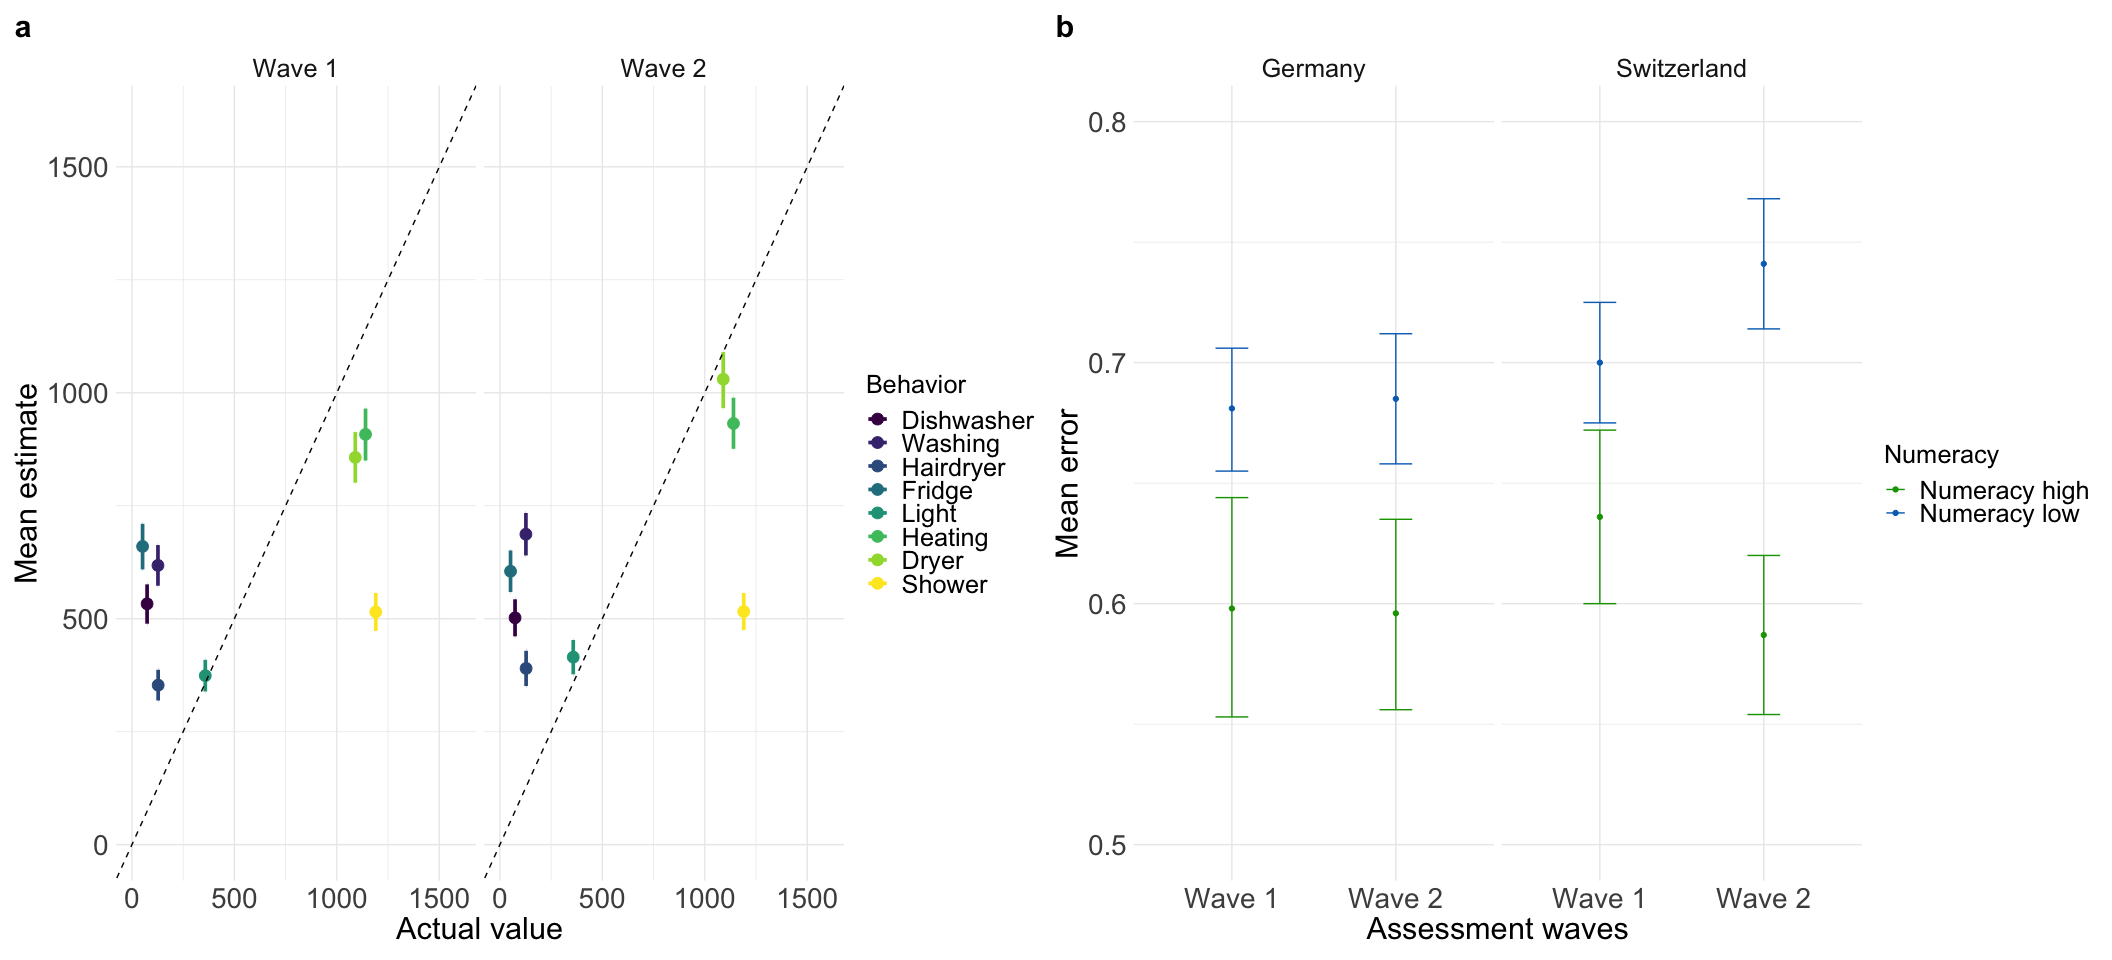 a
Wave 1
Wave 2
Mean estimate
1500
1000
500
0
0 500 1000 1500
0 500 1000 1500
Actual value
Behavior
Dishwasher
Washing
Hairdryer
Fridge
Light
Heating
Dryer
Shower
b
Germany
Switzerland
Mean error
0.8
0.7
0.6
0.5
Wave 1 Wave 2
Wave 1 Wave 2
Assessment waves
Numeracy
Numeracy high
Numeracy low